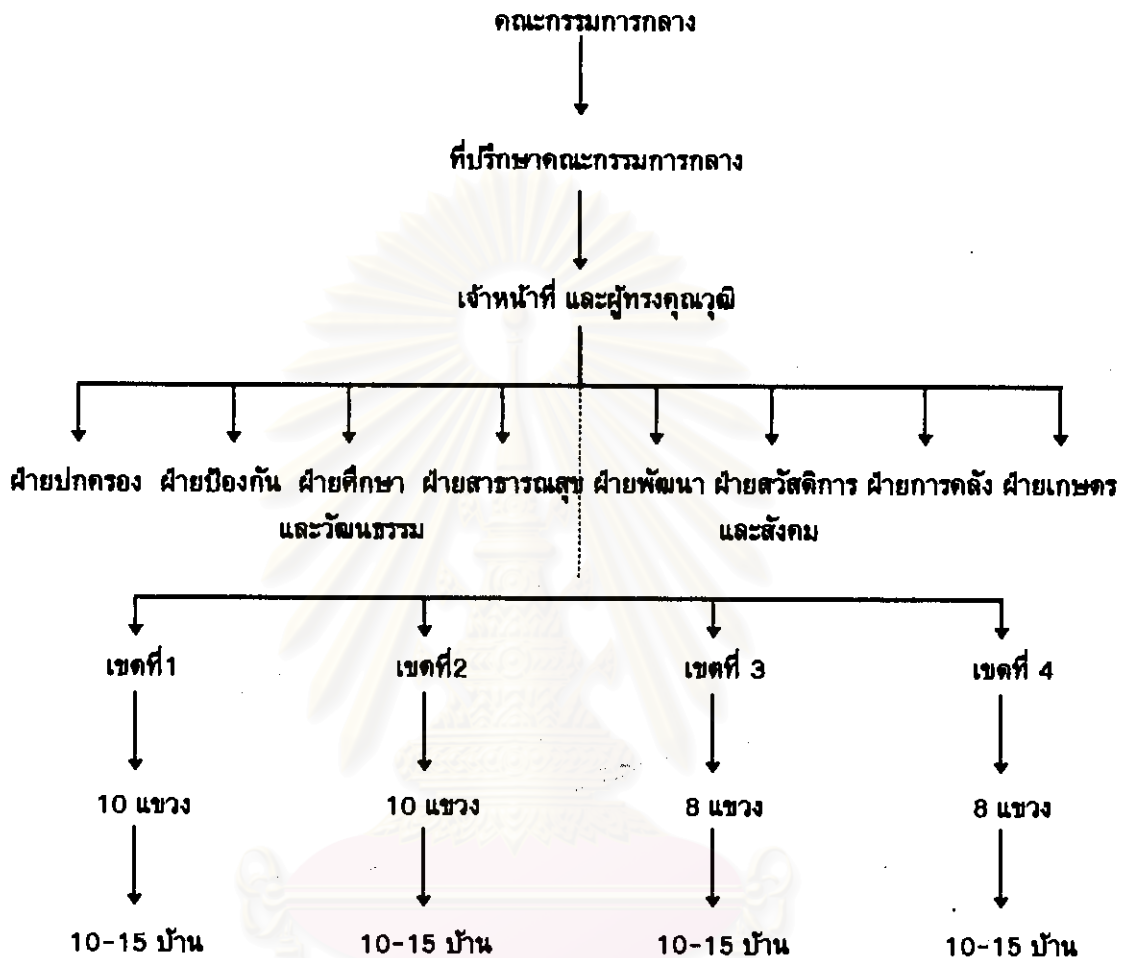 คณะกรรมการกลาง
ที่ปรึกษาคณะกรรมการกลาง
เจ้าหน้าที่ และผู้ทรงคุณวุฒิ
ฝ่ายปกครอง ฝ่ายป้องกัน ฝ่ายศึกษา ฝ่ายสาธารณสุข ฝ่ายพัฒนา ฝ่ายสวัสดิการ ฝ่ายการคลัง ฝ่ายเกษตร
และวัฒนธรรม และสังคม
เขตที่1 เขตที่2 เขตที่ 3 เขตที่ 4
10 แขวง 10 แขวง 8 แขวง 8 แขวง
10-15 บ้าน 10-15 บ้าน 10-15 บ้าน 10-15 บ้าน